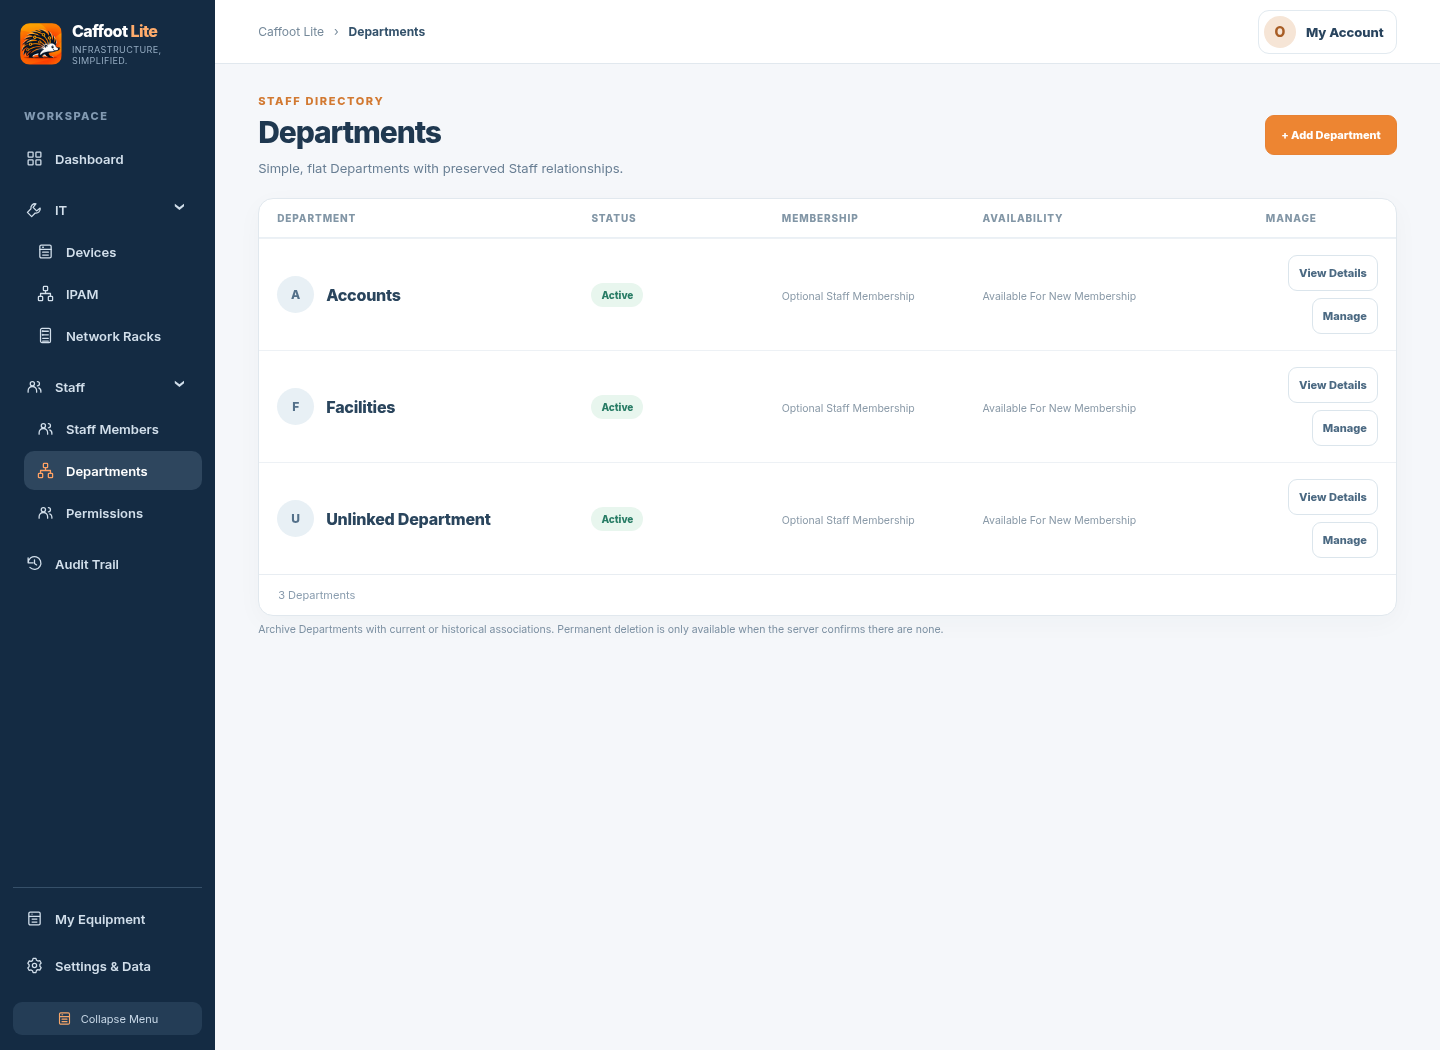 Caffoot Lite
INFRASTRUCTURE,
SIMPLIFIED.
WORKSPACE
Dashboard
IT
Devices
IPAM
Network Racks
Staff
Staff Members
Departments
Permissions
Audit Trail
My Equipment
Settings & Data
Collapse Menu
Caffoot Lite › Departments
O My Account
STAFF DIRECTORY
Departments
Simple, flat Departments with preserved Staff relationships.
+ Add Department
DEPARTMENT STATUS MEMBERSHIP AVAILABILITY MANAGE
A Accounts Active Optional Staff Membership Available For New Membership
View Details
Manage
F Facilities Active Optional Staff Membership Available For New Membership
View Details
Manage
U Unlinked Department Active Optional Staff Membership Available For New Membership
View Details
Manage
3 Departments
Archive Departments with current or historical associations. Permanent deletion is only available when the server confirms there are none.